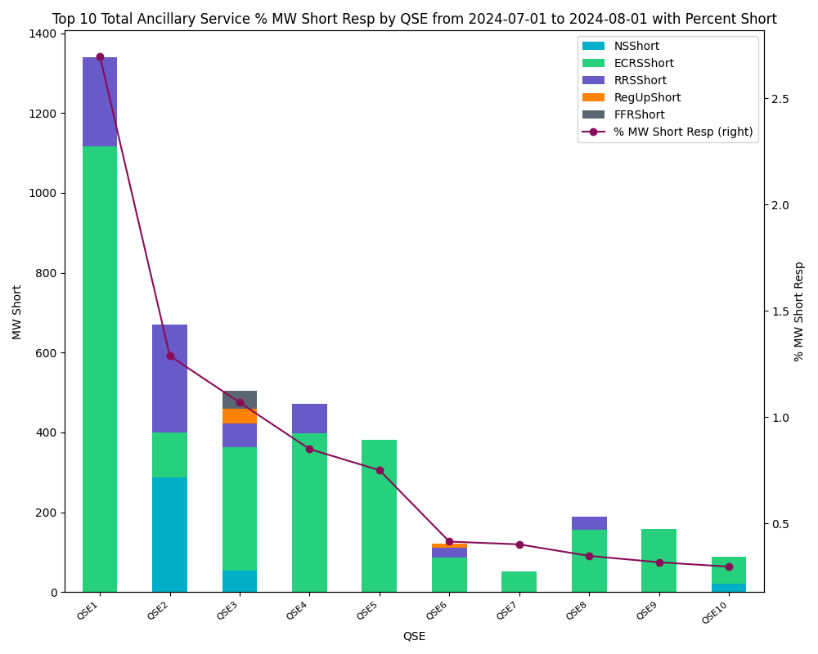 Top 10 Total Ancillary Service % MW Short Resp by QSE from 2024-07-01 to 2024-08-01 with Percent Short
NSShort
ECRSShort
RRSShort
RegUpShort
FFRShort
% MW Short Resp (right)
MW Short
1400
1200
1000
800
600
400
200
0
% MW Short Resp
2.5
2.0
1.5
1.0
0.5
QSE1
QSE2
QSE3
QSE4
QSE5
QSE6
QSE7
QSE8
QSE9
QSE10
QSE